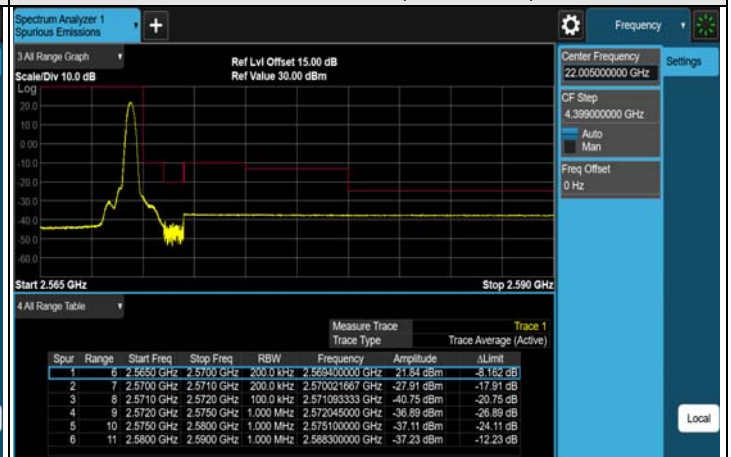 Spectrum Analyzer 1
Spurious Emissions
+
Frequency
3 All Range Graph
Ref Lvl Offset 15.00 dB
Scale/Div 10.0 dB
Ref Value 30.00 dBm
Log
20.0
10.0
0.00
-10.0
-20.0
-30.0
-40.0
-50.0
-60.0
Start 2.565 GHz
Stop 2.590 GHz
4 All Range Table
Measure Trace Trace 1
Trace Type Trace Average (Active)
Spur Range Start Freq Stop Freq RBW Frequency Amplitude ΔLimit
1 6 2.5650 GHz 2.5700 GHz 200.0 kHz 2.569400000 GHz 21.84 dBm -8.162 dB
2 7 2.5700 GHz 2.5710 GHz 200.0 kHz 2.570021667 GHz -27.91 dBm -17.91 dB
3 8 2.5710 GHz 2.5720 GHz 100.0 kHz 2.571093333 GHz -40.75 dBm -20.75 dB
4 9 2.5720 GHz 2.5750 GHz 1.000 MHz 2.572045000 GHz -36.89 dBm -26.89 dB
5 10 2.5750 GHz 2.5800 GHz 1.000 MHz 2.575100000 GHz -37.11 dBm -24.11 dB
6 11 2.5800 GHz 2.5900 GHz 1.000 MHz 2.588300000 GHz -37.23 dBm -12.23 dB
Center Frequency
22.005000000 GHz
Settings
CF Step
4.399000000 GHz
Auto
Man
Freq Offset
0 Hz
Local